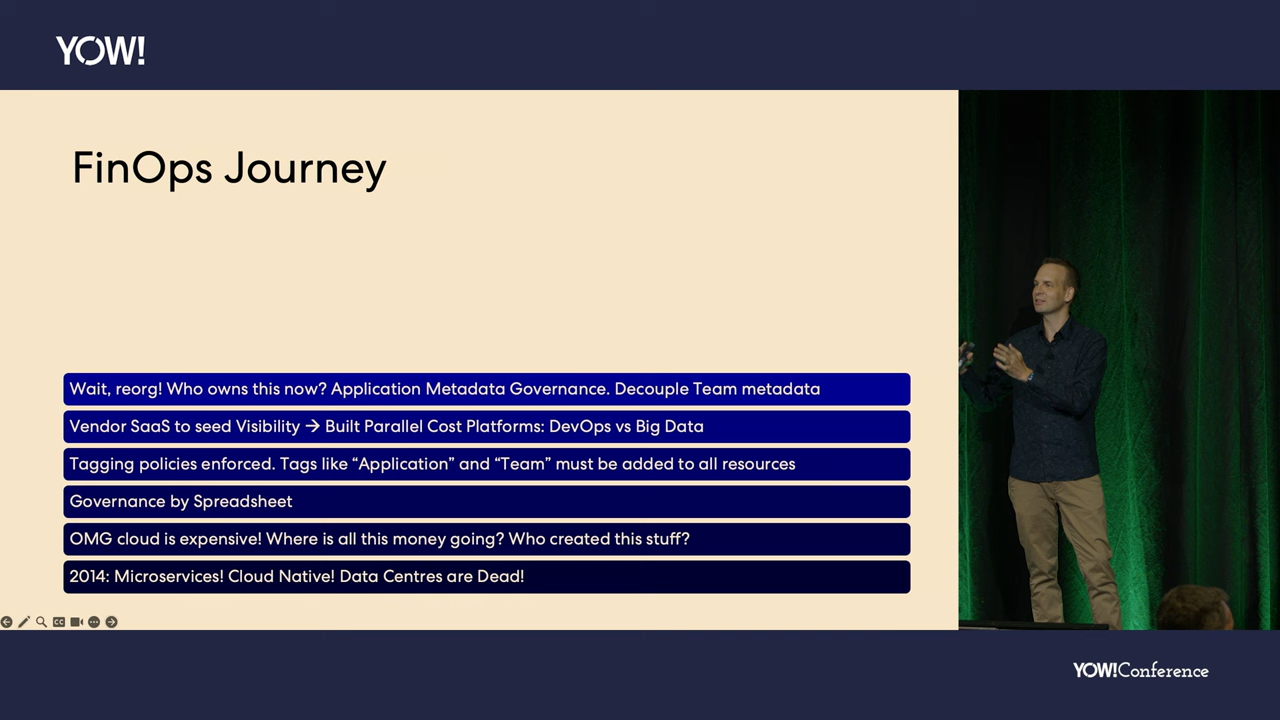 YOW!
FinOps Journey
Wait, reorg! Who owns this now? Application Metadata Governance. Decouple Team metadata
Vendor SaaS to seed Visibility → Built Parallel Cost Platforms: DevOps vs Big Data
Tagging policies enforced. Tags like “Application” and “Team” must be added to all resources
Governance by Spreadsheet
OMG cloud is expensive! Where is all this money going? Who created this stuff?
2014: Microservices! Cloud Native! Data Centres are Dead!
CC
YOW!Conference